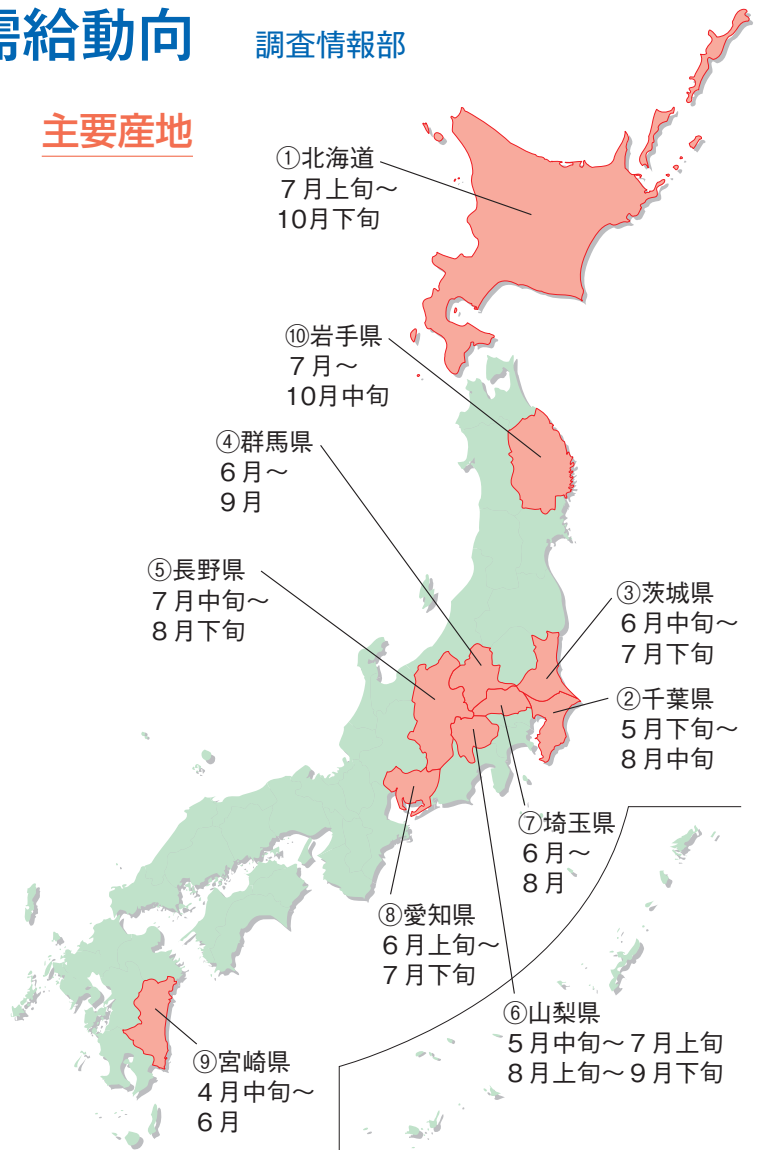 需給動向 調査情報部
主要産地
①北海道
7月上旬～
10月下旬
⑩岩手県
7月～
10月中旬
④群馬県
6月～
9月
⑤長野県
7月中旬～
8月下旬
③茨城県
6月中旬～
7月下旬
②千葉県
5月下旬～
8月中旬
⑦埼玉県
6月～
8月
⑧愛知県
6月上旬～
7月下旬
⑥山梨県
5月中旬～7月上旬
8月上旬～9月下旬
⑨宮崎県
4月中旬～
6月